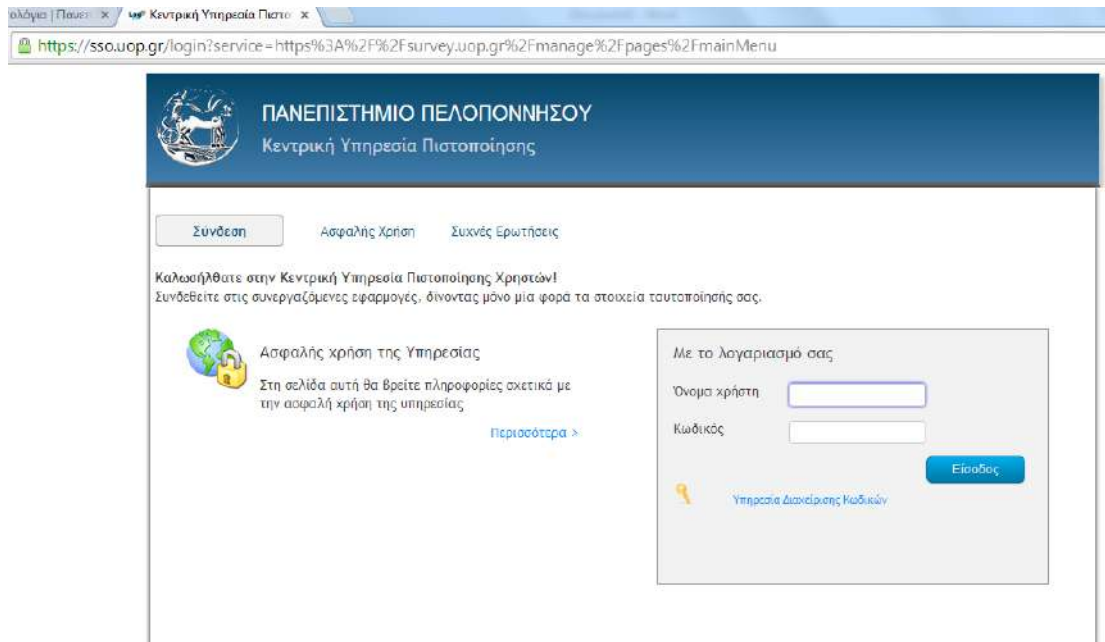 ολόγια | Πανεπ
Κεντρική Υπηρεσία Πιστο
https://sso.uop.gr/login?service=https%3A%2F%2Fsurvey.uop.gr%2Fmanage%2Fpages%2FmainMenu
ΠΑΝΕΠΙΣΤΗΜΙΟ ΠΕΛΟΠΟΝΝΗΣΟΥ
Κεντρική Υπηρεσία Πιστοποίησης
Σύνδεση Ασφαλής Χρήση Συχνές Ερωτήσεις
Καλωσήλθατε στην Κεντρική Υπηρεσία Πιστοποίησης Χρηστών!
Συνδεθείτε στις συνεργαζόμενες εφαρμογές, δίνοντας μόνο μία φορά τα στοιχεία ταυτοποίησής σας.
Ασφαλής χρήση της Υπηρεσίας
Στη σελίδα αυτή θα βρείτε πληροφορίες σχετικά με
την ασφαλή χρήση της υπηρεσίας
Περισσότερα >
Με το λογαριασμό σας
Όνομα χρήστη
Κωδικός
Είσοδος
Υπηρεσία Διαχείρισης Κωδικών